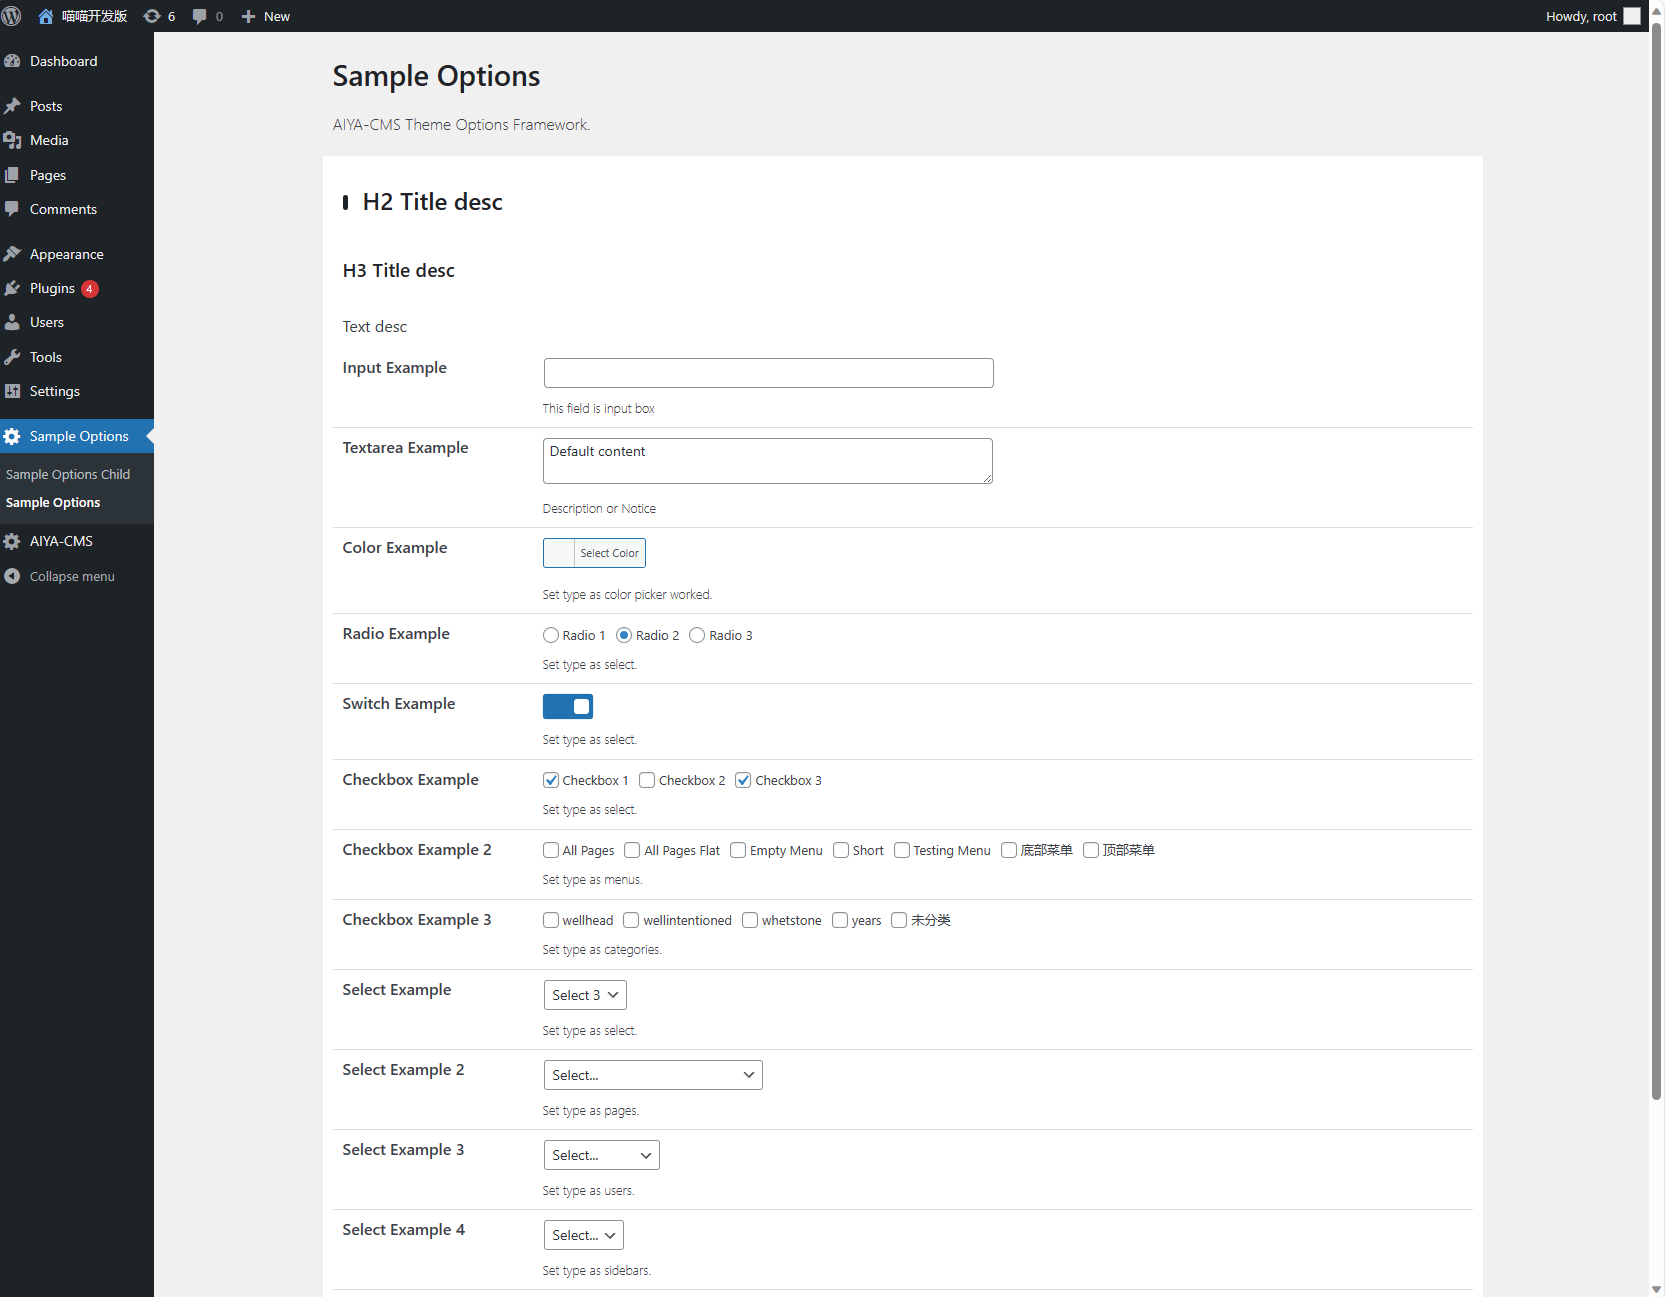 喵喵开发版 6 0 New Howdy, root
Dashboard
Posts
Media
Pages
Comments
Appearance
Plugins 4
Users
Tools
Settings
Sample Options
Sample Options Child
Sample Options
AIYA-CMS
Collapse menu
Sample Options
AIYA-CMS Theme Options Framework.
H2 Title desc
H3 Title desc
Text desc
Input Example
This field is input box
Textarea Example
Default content
Description or Notice
Color Example
Select Color
Set type as color picker worked.
Radio Example
Radio 1 Radio 2 Radio 3
Set type as select.
Switch Example
Set type as select.
Checkbox Example
Checkbox 1 Checkbox 2 Checkbox 3
Set type as select.
Checkbox Example 2
All Pages All Pages Flat Empty Menu Short Testing Menu 底部菜单 顶部菜单
Set type as menus.
Checkbox Example 3
wellhead wellintentioned whetstone years 未分类
Set type as categories.
Select Example
Select 3
Set type as select.
Select Example 2
Select...
Set type as pages.
Select Example 3
Select...
Set type as users.
Select Example 4
Select...
Set type as sidebars.